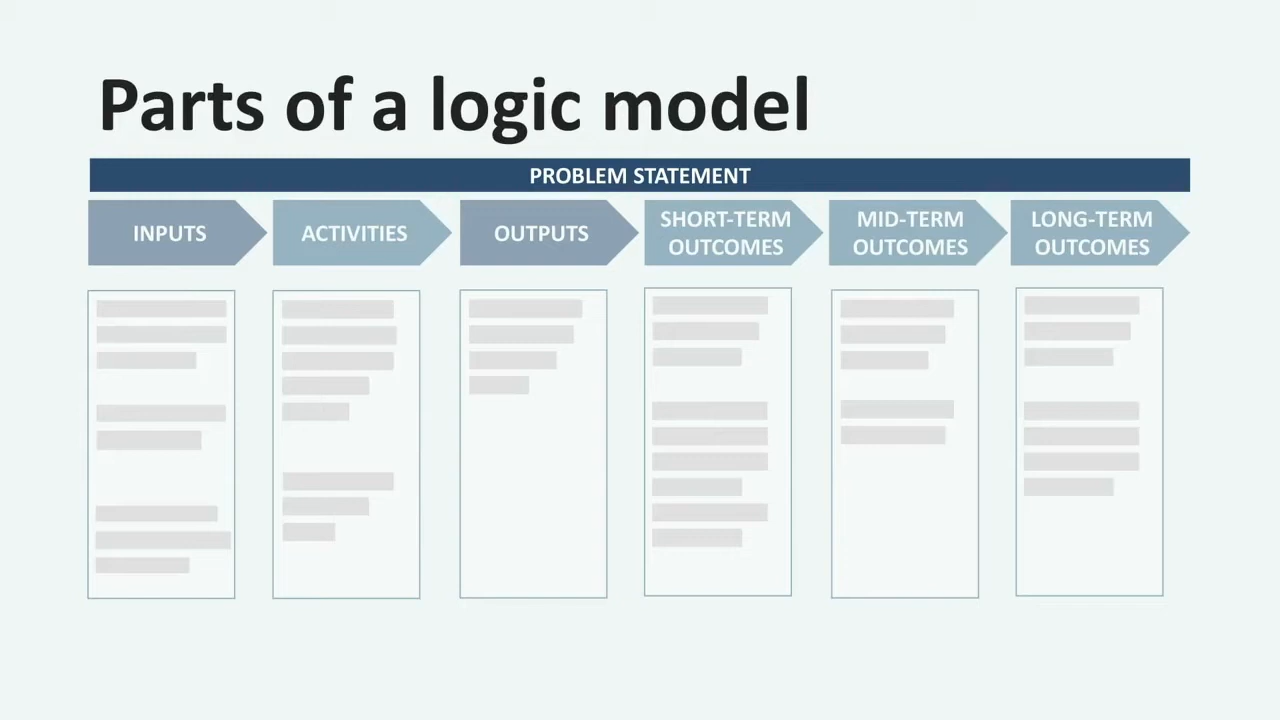 Parts of a logic model
PROBLEM STATEMENT
INPUTS
ACTIVITIES
OUTPUTS
SHORT-TERM
OUTCOMES
MID-TERM
OUTCOMES
LONG-TERM
OUTCOMES